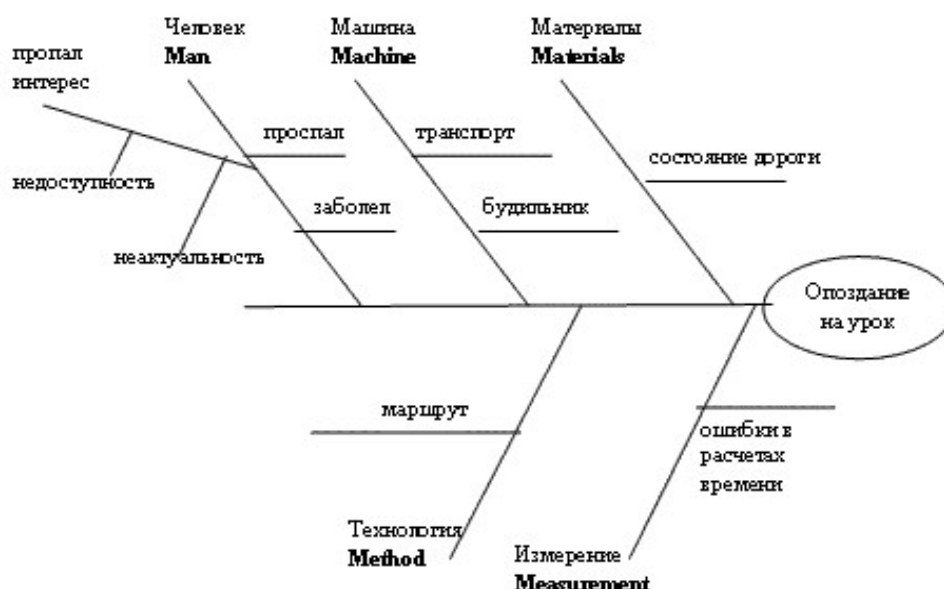 Человек
Man
Машина
Machine
Материалы
Materials
пропал
интерес
проспал
транспорт
состояние дороги
недоступность
заболел
будильник
неактуальность
Опоздание
на урок
маршрут
ошибки в
расчетах
времени
Технология
Method
Измерение
Measurement